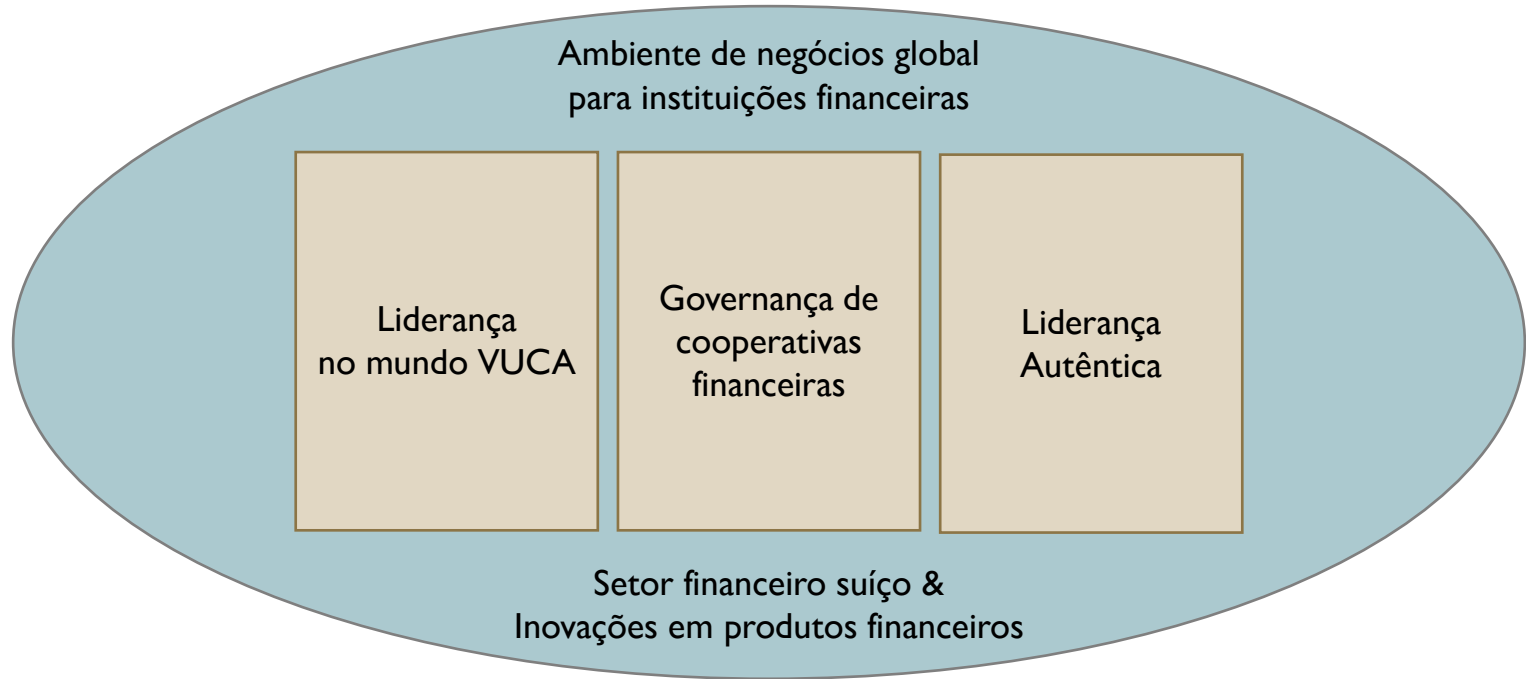 Ambiente de negócios global
para instituições financeiras
Liderança
no mundo VUCA
Governança de
cooperativas
financeiras
Liderança
Autêntica
Setor financeiro suíço &
Inovações em produtos financeiros